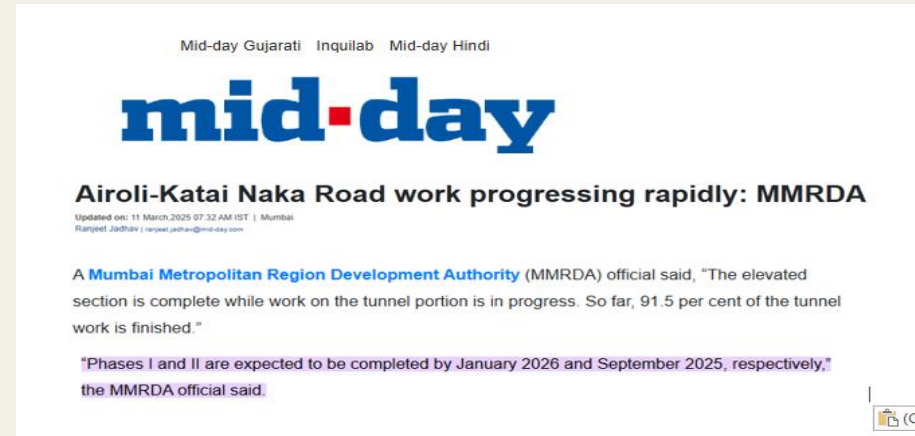 Mid-day Gujarati Inquilab Mid-day Hindi
mid-day
Airoli-Katai Naka Road work progressing rapidly: MMRDA
Updated on: 11 March,2025 07:32 AM IST | Mumbai
Ranjeet Jadhav | ranjeet.jadhav@mid-day.com
A Mumbai Metropolitan Region Development Authority (MMRDA) official said, “The elevated
section is complete while work on the tunnel portion is in progress. So far, 91.5 per cent of the tunnel
work is finished.”
“Phases I and II are expected to be completed by January 2026 and September 2025, respectively,”
the MMRDA official said.
(C